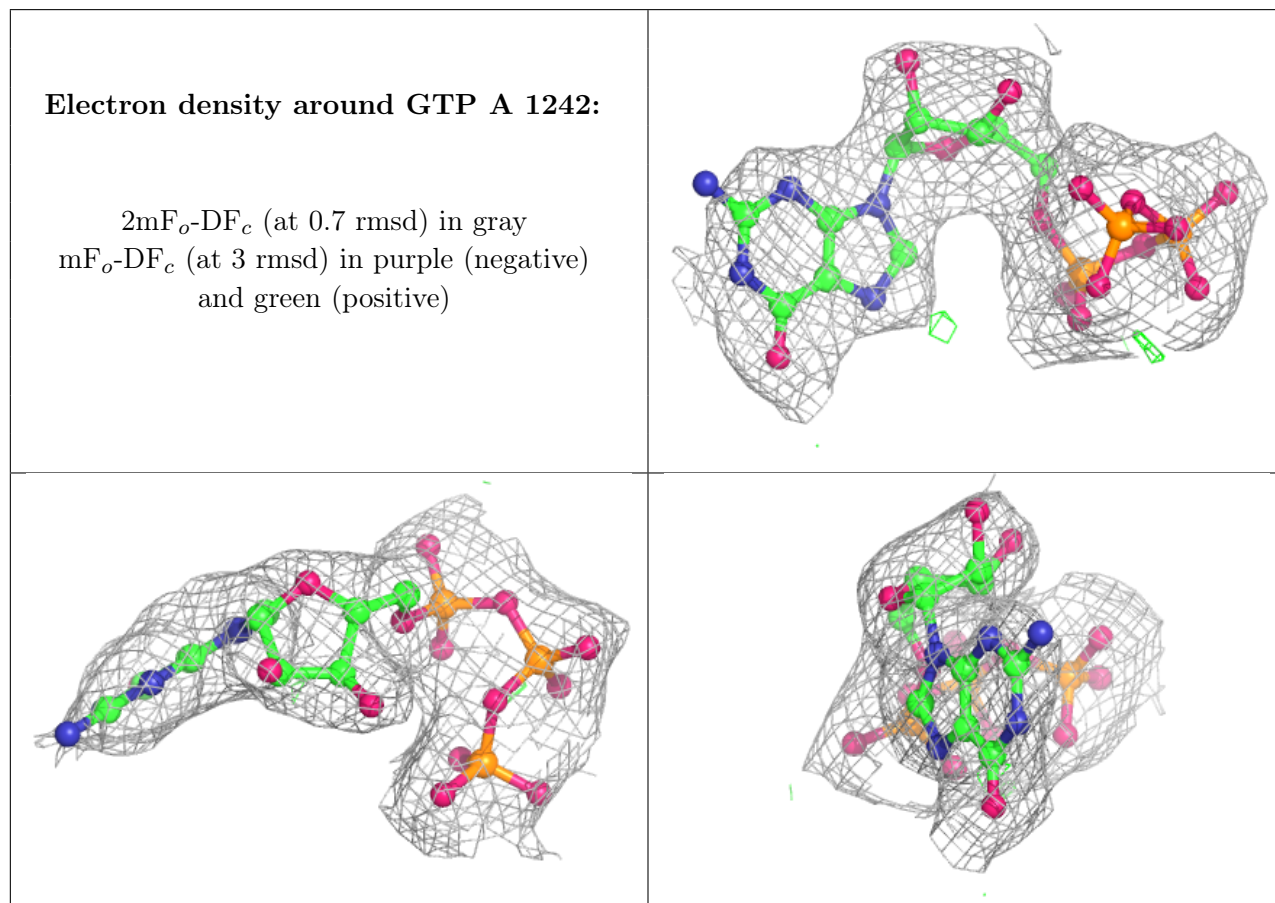 Electron density around GTP A 1242:
2mFo-DFc (at 0.7 rmsd) in gray
mFo-DFc (at 3 rmsd) in purple (negative)
and green (positive)